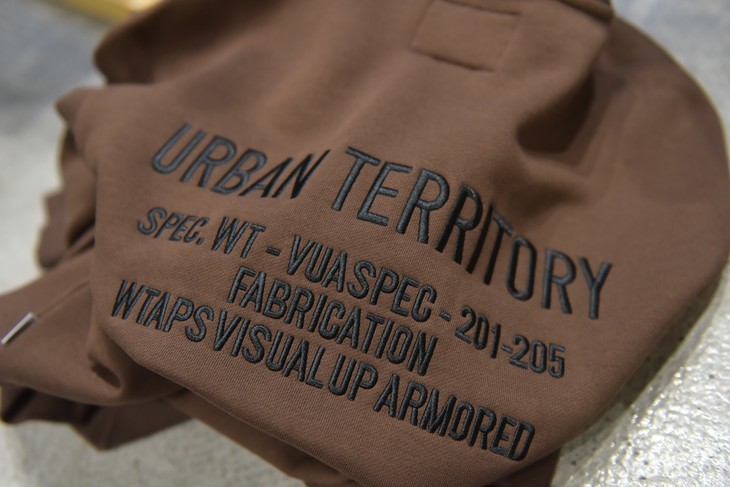 URBAN TERRITORY
SPEC. WT - VUASPEC - 201-205
FABRICATION
WTAPS VISUAL UP ARMORED